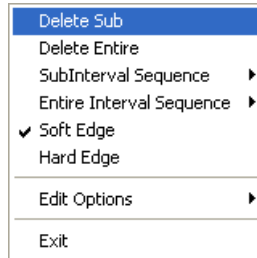 Delete Sub
Delete Entire
SubInterval Sequence
Entire Interval Sequence
Soft Edge
Hard Edge
Edit Options
Exit